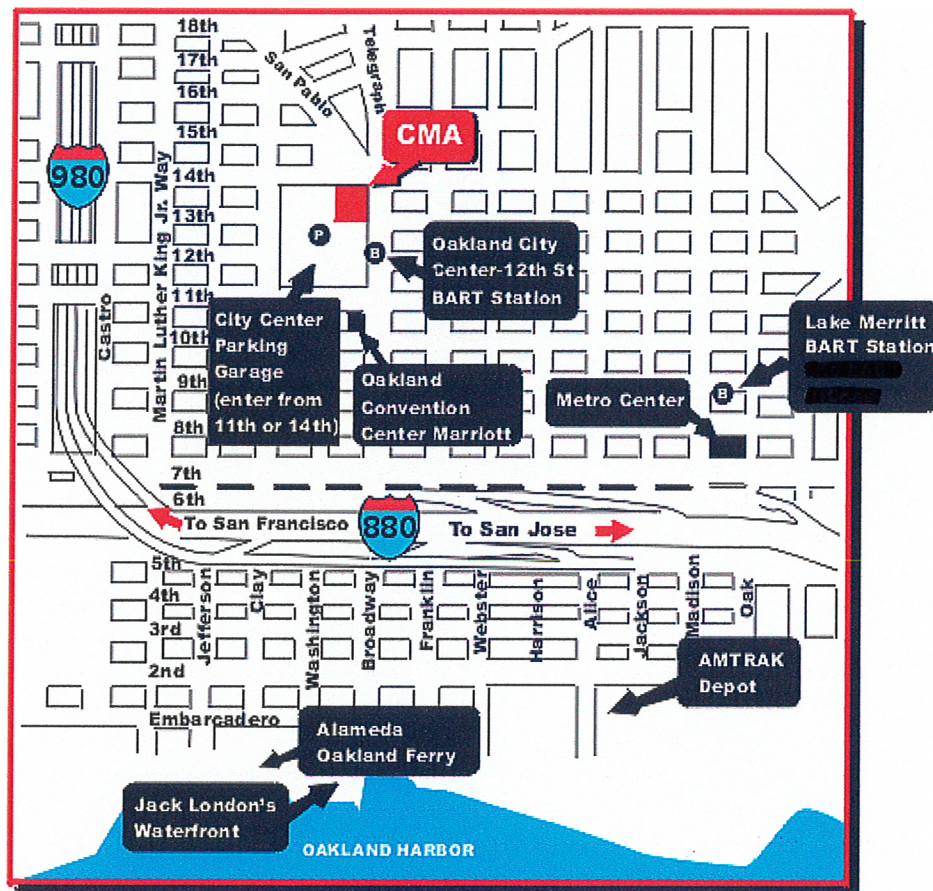 18th
17th
16th
15th
14th
13th
12th
11th
10th
9th
8th
7th
6th
5th
4th
3rd
2nd
Embarcadero
San Pablo
Telegraph
CMA
980
Castro
Martin Luther King Jr. Way
P
B
Oakland City
Center-12th St
BART Station
City Center
Parking
Garage
(enter from
11th or 14th)
Oakland
Convention
Center Marriott
Metro Center
B
Lake Merritt
BART Station
To San Francisco
880
To San Jose
Jefferson
Clay
Washington
Broadway
Franklin
Webster
Harrison
Alice
Jackson
Madison
Oak
AMTRAK
Depot
Alameda
Oakland Ferry
Jack London's
Waterfront
OAKLAND HARBOR